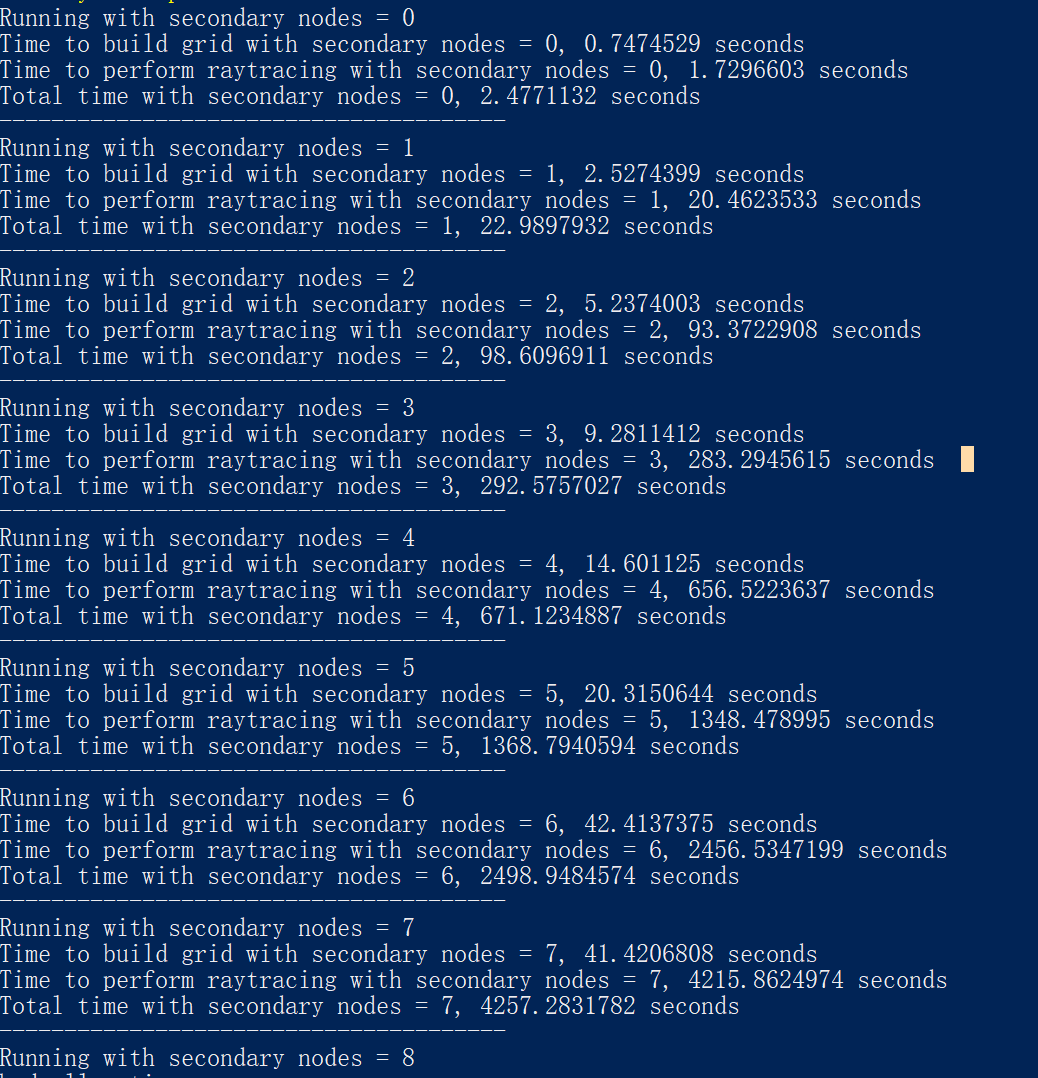 Running with secondary nodes = 0
Time to build grid with secondary nodes = 0, 0.7474529 seconds
Time to perform raytracing with secondary nodes = 0, 1.7296603 seconds
Total time with secondary nodes = 0, 2.4771132 seconds
---------------------------------------
Running with secondary nodes = 1
Time to build grid with secondary nodes = 1, 2.5274399 seconds
Time to perform raytracing with secondary nodes = 1, 20.4623533 seconds
Total time with secondary nodes = 1, 22.9897932 seconds
---------------------------------------
Running with secondary nodes = 2
Time to build grid with secondary nodes = 2, 5.2374003 seconds
Time to perform raytracing with secondary nodes = 2, 93.3722908 seconds
Total time with secondary nodes = 2, 98.6096911 seconds
---------------------------------------
Running with secondary nodes = 3
Time to build grid with secondary nodes = 3, 9.2811412 seconds
Time to perform raytracing with secondary nodes = 3, 283.2945615 seconds
Total time with secondary nodes = 3, 292.5757027 seconds
---------------------------------------
Running with secondary nodes = 4
Time to build grid with secondary nodes = 4, 14.601125 seconds
Time to perform raytracing with secondary nodes = 4, 656.5223637 seconds
Total time with secondary nodes = 4, 671.1234887 seconds
---------------------------------------
Running with secondary nodes = 5
Time to build grid with secondary nodes = 5, 20.3150644 seconds
Time to perform raytracing with secondary nodes = 5, 1348.478995 seconds
Total time with secondary nodes = 5, 1368.7940594 seconds
---------------------------------------
Running with secondary nodes = 6
Time to build grid with secondary nodes = 6, 42.4137375 seconds
Time to perform raytracing with secondary nodes = 6, 2456.5347199 seconds
Total time with secondary nodes = 6, 2498.9484574 seconds
---------------------------------------
Running with secondary nodes = 7
Time to build grid with secondary nodes = 7, 41.4206808 seconds
Time to perform raytracing with secondary nodes = 7, 4215.8624974 seconds
Total time with secondary nodes = 7, 4257.2831782 seconds
---------------------------------------
Running with secondary nodes = 8